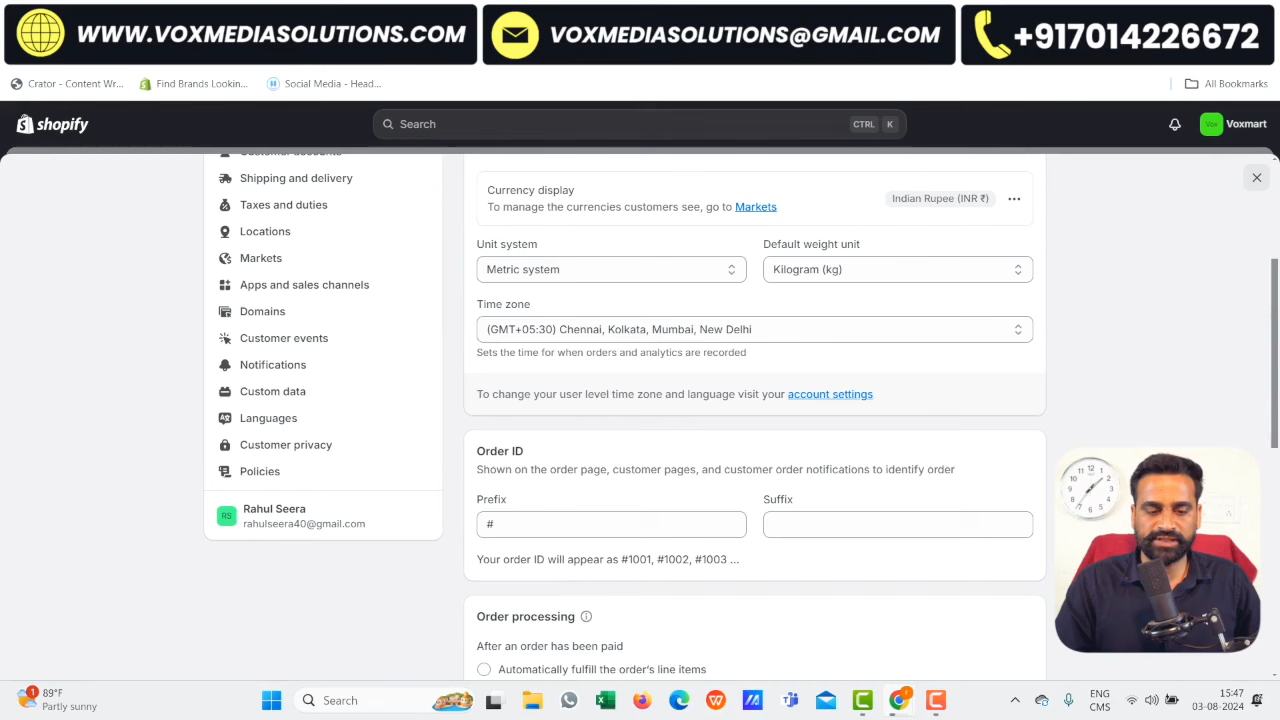 WWW.VOXMEDIASOLUTIONS.COM
VOXMEDIASOLUTIONS@GMAIL.COM
+917014226672
Crator - Content Wr...
Find Brands Lookin...
Social Media - Head...
All Bookmarks
shopify
Search
CTRL K
Vox
Voxmart
Shipping and delivery
Taxes and duties
Locations
Markets
Apps and sales channels
Domains
Customer events
Notifications
Custom data
Languages
Customer privacy
Policies
RS
Rahul Seera
rahulseera40@gmail.com
Currency display
To manage the currencies customers see, go to Markets
Indian Rupee (INR ₹)
Unit system
Default weight unit
Metric system
Kilogram (kg)
Time zone
(GMT+05:30) Chennai, Kolkata, Mumbai, New Delhi
Sets the time for when orders and analytics are recorded
To change your user level time zone and language visit your account settings
Order ID
Shown on the order page, customer pages, and customer order notifications to identify order
Prefix
Suffix
#
Your order ID will appear as #1001, #1002, #1003 ...
Order processing
After an order has been paid
Automatically fulfill the order's line items
1
89°F
Partly sunny
Search
ENG
CMS
15:47
03-08-2024